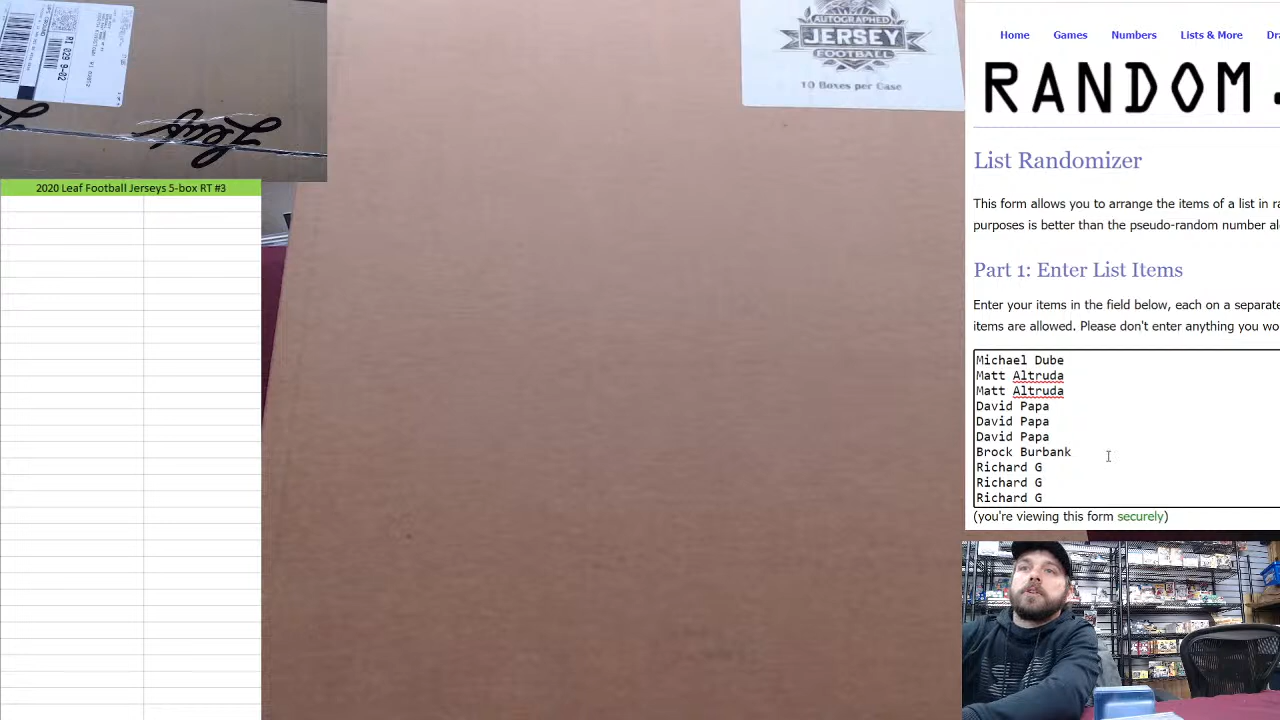 AUTOGRAPHED
JERSEY
FOOTBALL
10 Boxes per Case
Leaf
2020 Leaf Football Jerseys 5-box RT #3
Home Games Numbers Lists & More
RANDOM.
List Randomizer
This form allows you to arrange the items of a list in
purposes is better than the pseudo-random number
Part 1: Enter List Items
Enter your items in the field below, each on a separate
items are allowed. Please don't enter anything you
Michael Dube
Matt Altruda
Matt Altruda
David Papa
David Papa
David Papa
Brock Burbank
Richard G
Richard G
Richard G
(you're viewing this form securely)